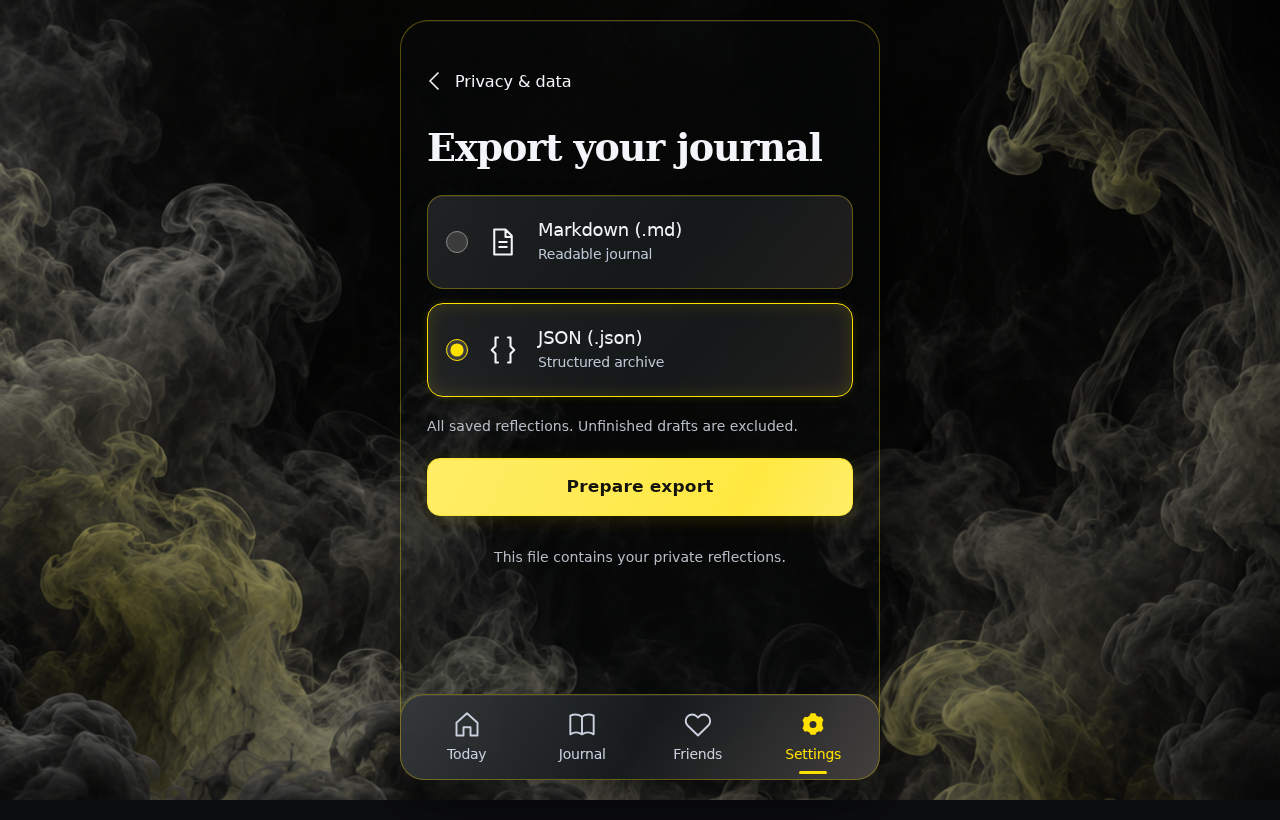 Privacy & data
Export your journal
Markdown (.md)
Readable journal
{ }
JSON (.json)
Structured archive
All saved reflections. Unfinished drafts are excluded.
Prepare export
This file contains your private reflections.
Today
Journal
Friends
Settings